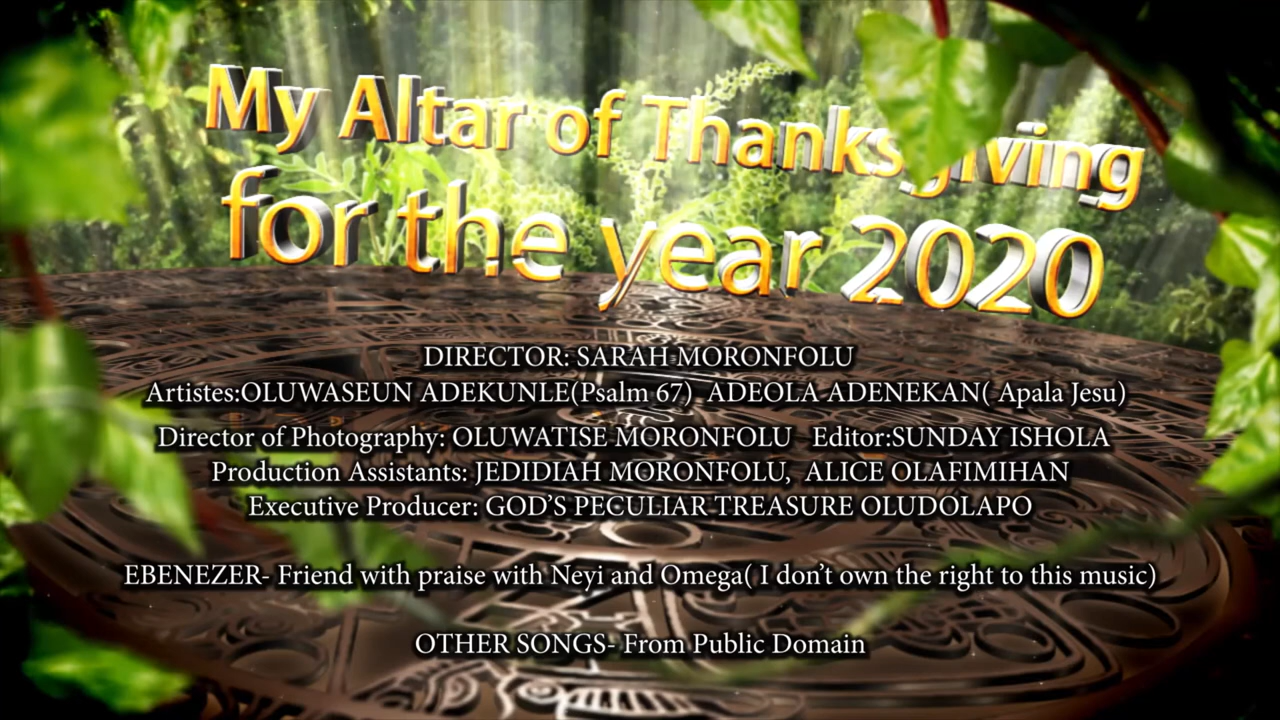 My Altar of Thanksgiving
for the year 2020
DIRECTOR: SARAH MORONFOLU
Artistes:OLUWASEUN ADEKUNLE(Psalm 67)  ADEOLA ADENEKAN( Apala Jesu)
Director of Photography: OLUWATISE MORONFOLU  Editor:SUNDAY ISHOLA
Production Assistants: JEDIDIAH MORONFOLU,  ALICE OLAFIMIHAN
Executive Producer: GOD'S PECULIAR TREASURE OLUDOLAPO
EBENEZER- Friend with praise with Neyi and Omega( I don't own the right to this music)
OTHER SONGS- From Public Domain